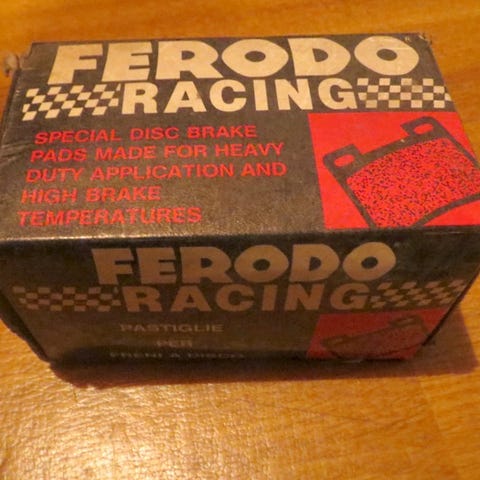 FERODO
RACING
SPECIAL DISC BRAKE
PADS MADE FOR HEAVY
DUTY APPLICATION AND
HIGH BRAKE
TEMPERATURES
FERODO
RACING
PASTIGLIE
PER
FRENI A DISCO